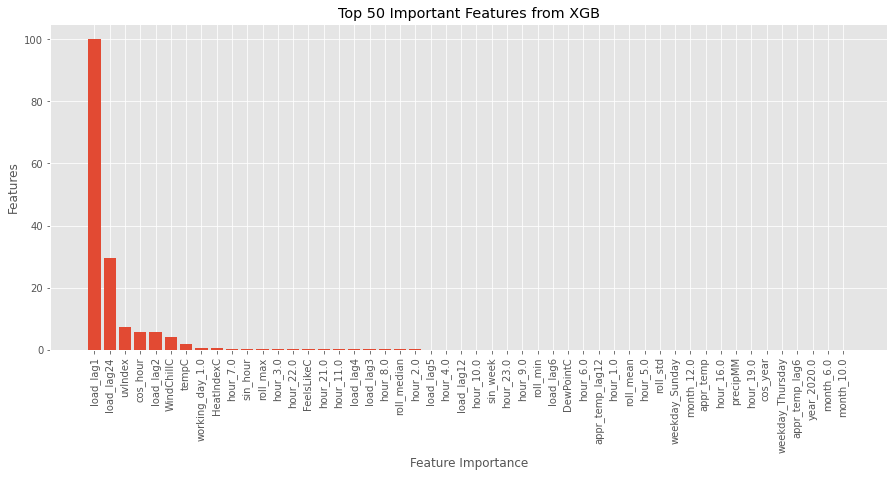 Top 50 Important Features from XGB
100
80
60
40
20
0
Features
load_lag1
load_lag24
uvIndex
cos_hour
load_lag2
WindChillC
tempC
working_day_1.0
HeatIndexC
hour_7.0
sin_hour
roll_max
hour_3.0
hour_22.0
FeelsLikeC
hour_21.0
hour_11.0
load_lag4
load_lag3
hour_8.0
roll_median
hour_2.0
load_lag5
hour_4.0
load_lag12
hour_10.0
sin_week
hour_23.0
hour_9.0
roll_min
load_lag6
DewPointC
hour_6.0
appr_temp_lag12
hour_1.0
roll_mean
hour_5.0
roll_std
weekday_Sunday
month_12.0
appr_temp
hour_16.0
precipMM
hour_19.0
cos_year
weekday_Thursday
appr_temp_lag6
year_2020.0
month_6.0
month_10.0
Feature Importance